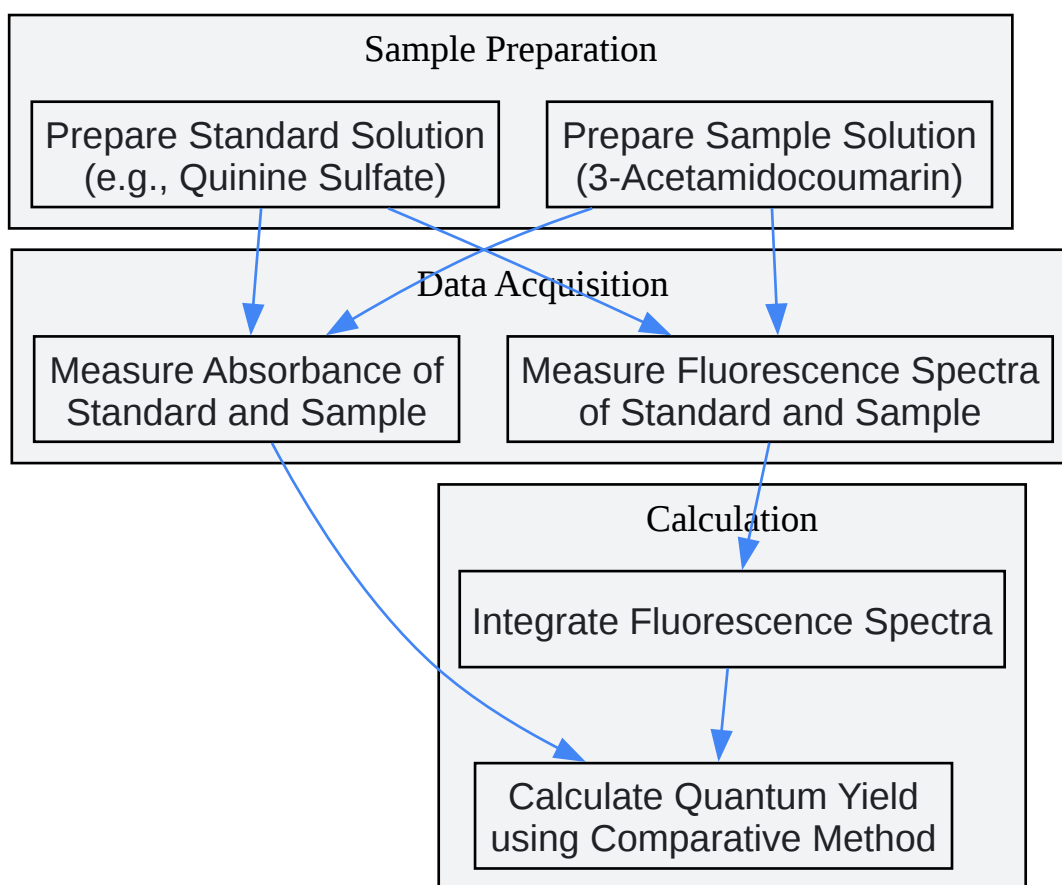 Sample Preparation
Prepare Standard Solution
(e.g., Quinine Sulfate)
Prepare Sample Solution
(3-Acetamidocoumarin)
Data Acquisition
Measure Absorbance of
Standard and Sample
Measure Fluorescence Spectra
of Standard and Sample
Calculation
Integrate Fluorescence Spectra
Calculate Quantum Yield
using Comparative Method